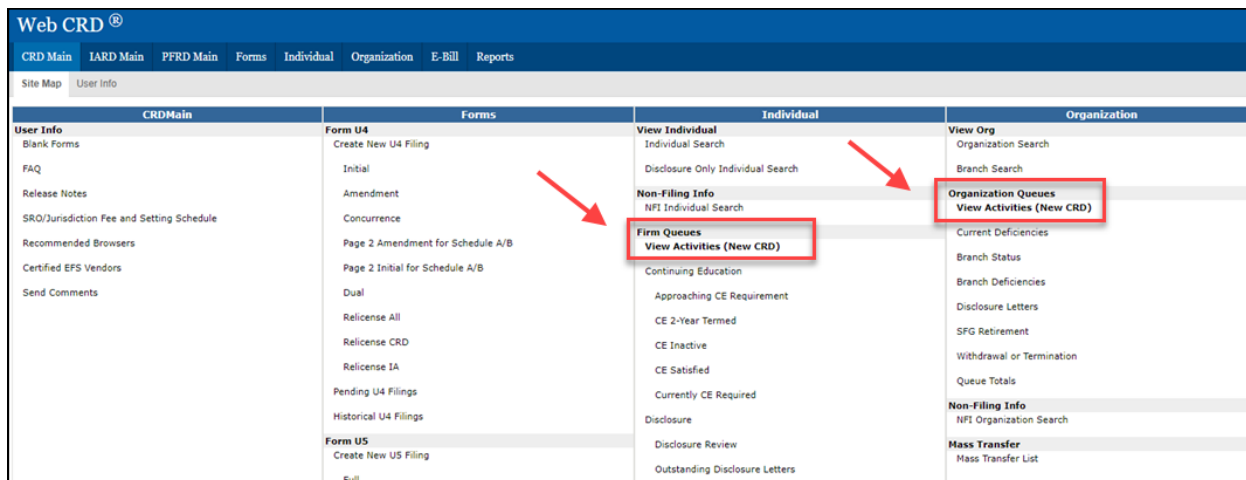 Web CRD ®
CRD Main IARD Main PFRD Main Forms Individual Organization E-Bill Reports
Site Map User Info
CRDMain
User Info
Blank Forms
FAQ
Release Notes
SRO/Jurisdiction Fee and Setting Schedule
Recommended Browsers
Certified EFS Vendors
Send Comments
Forms
Form U4
Create New U4 Filing
Initial
Amendment
Concurrence
Page 2 Amendment for Schedule A/B
Page 2 Initial for Schedule A/B
Dual
Relicense All
Relicense CRD
Relicense IA
Pending U4 Filings
Historical U4 Filings
Form U5
Create New U5 Filing
Full
Individual
View Individual
Individual Search
Disclosure Only Individual Search
Non-Filing Info
NFI Individual Search
Firm Queues
View Activities (New CRD)
Continuing Education
Approaching CE Requirement
CE 2-Year Termed
CE Inactive
CE Satisfied
Currently CE Required
Disclosure
Disclosure Review
Outstanding Disclosure Letters
Organization
View Org
Organization Search
Branch Search
Organization Queues
View Activities (New CRD)
Current Deficiencies
Branch Status
Branch Deficiencies
Disclosure Letters
SFG Retirement
Withdrawal or Termination
Queue Totals
Non-Filing Info
NFI Organization Search
Mass Transfer
Mass Transfer List